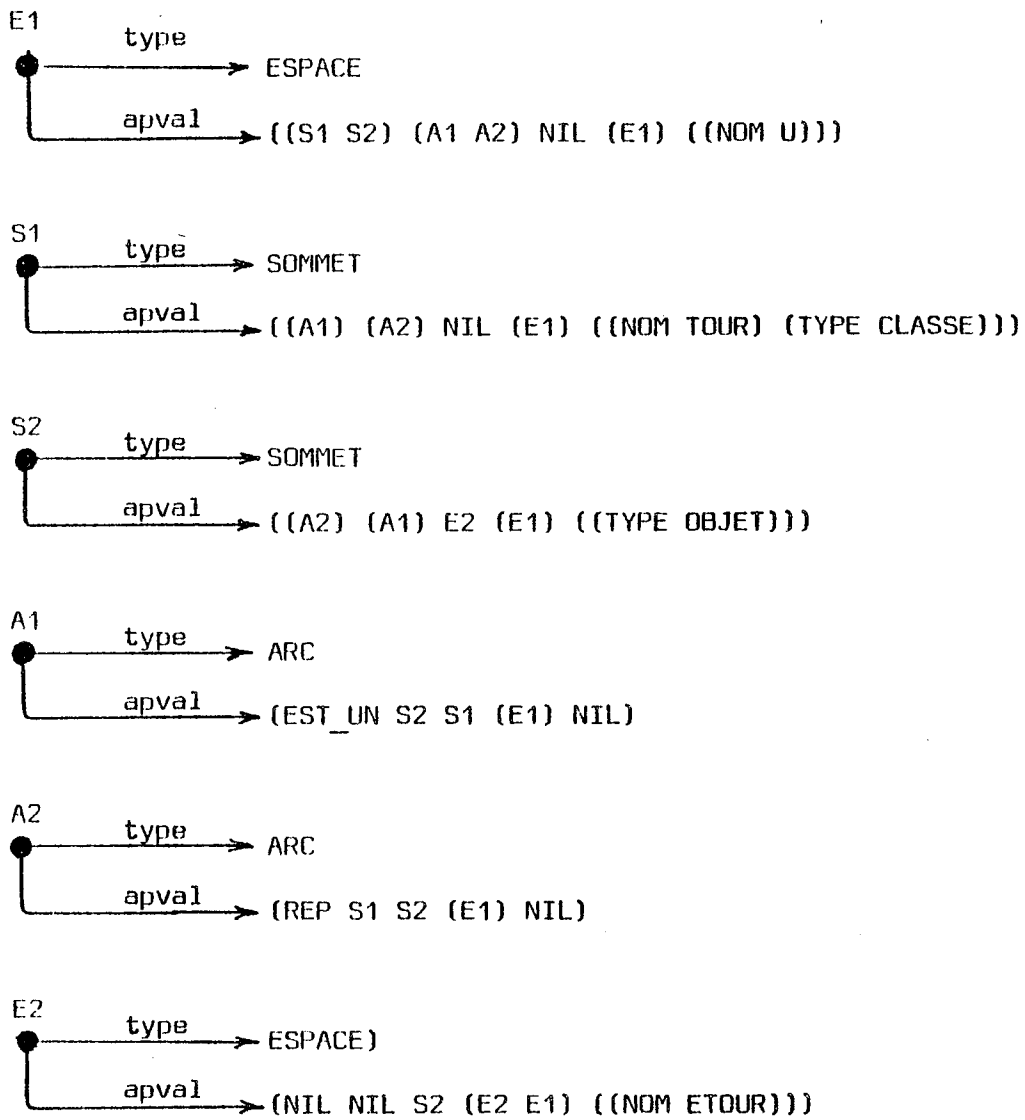 E1
type
ESPACE
apval
((S1 S2) (A1 A2) NIL (E1) ((NOM U)))
S1
type
SOMMET
apval
((A1) (A2) NIL (E1) ((NOM TOUR) (TYPE CLASSE)))
S2
type
SOMMET
apval
((A2) (A1) E2 (E1) ((TYPE OBJET)))
A1
type
ARC
apval
(EST_UN S2 S1 (E1) NIL)
A2
type
ARC
apval
(REP S1 S2 (E1) NIL)
E2
type
ESPACE)
apval
(NIL NIL S2 (E2 E1) ((NOM ETOUR)))